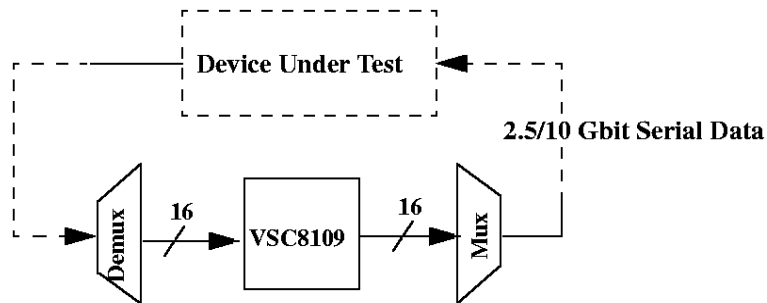 Device Under Test
2.5/10 Gbit Serial Data
Demux
16
VSC8109
16
Mux